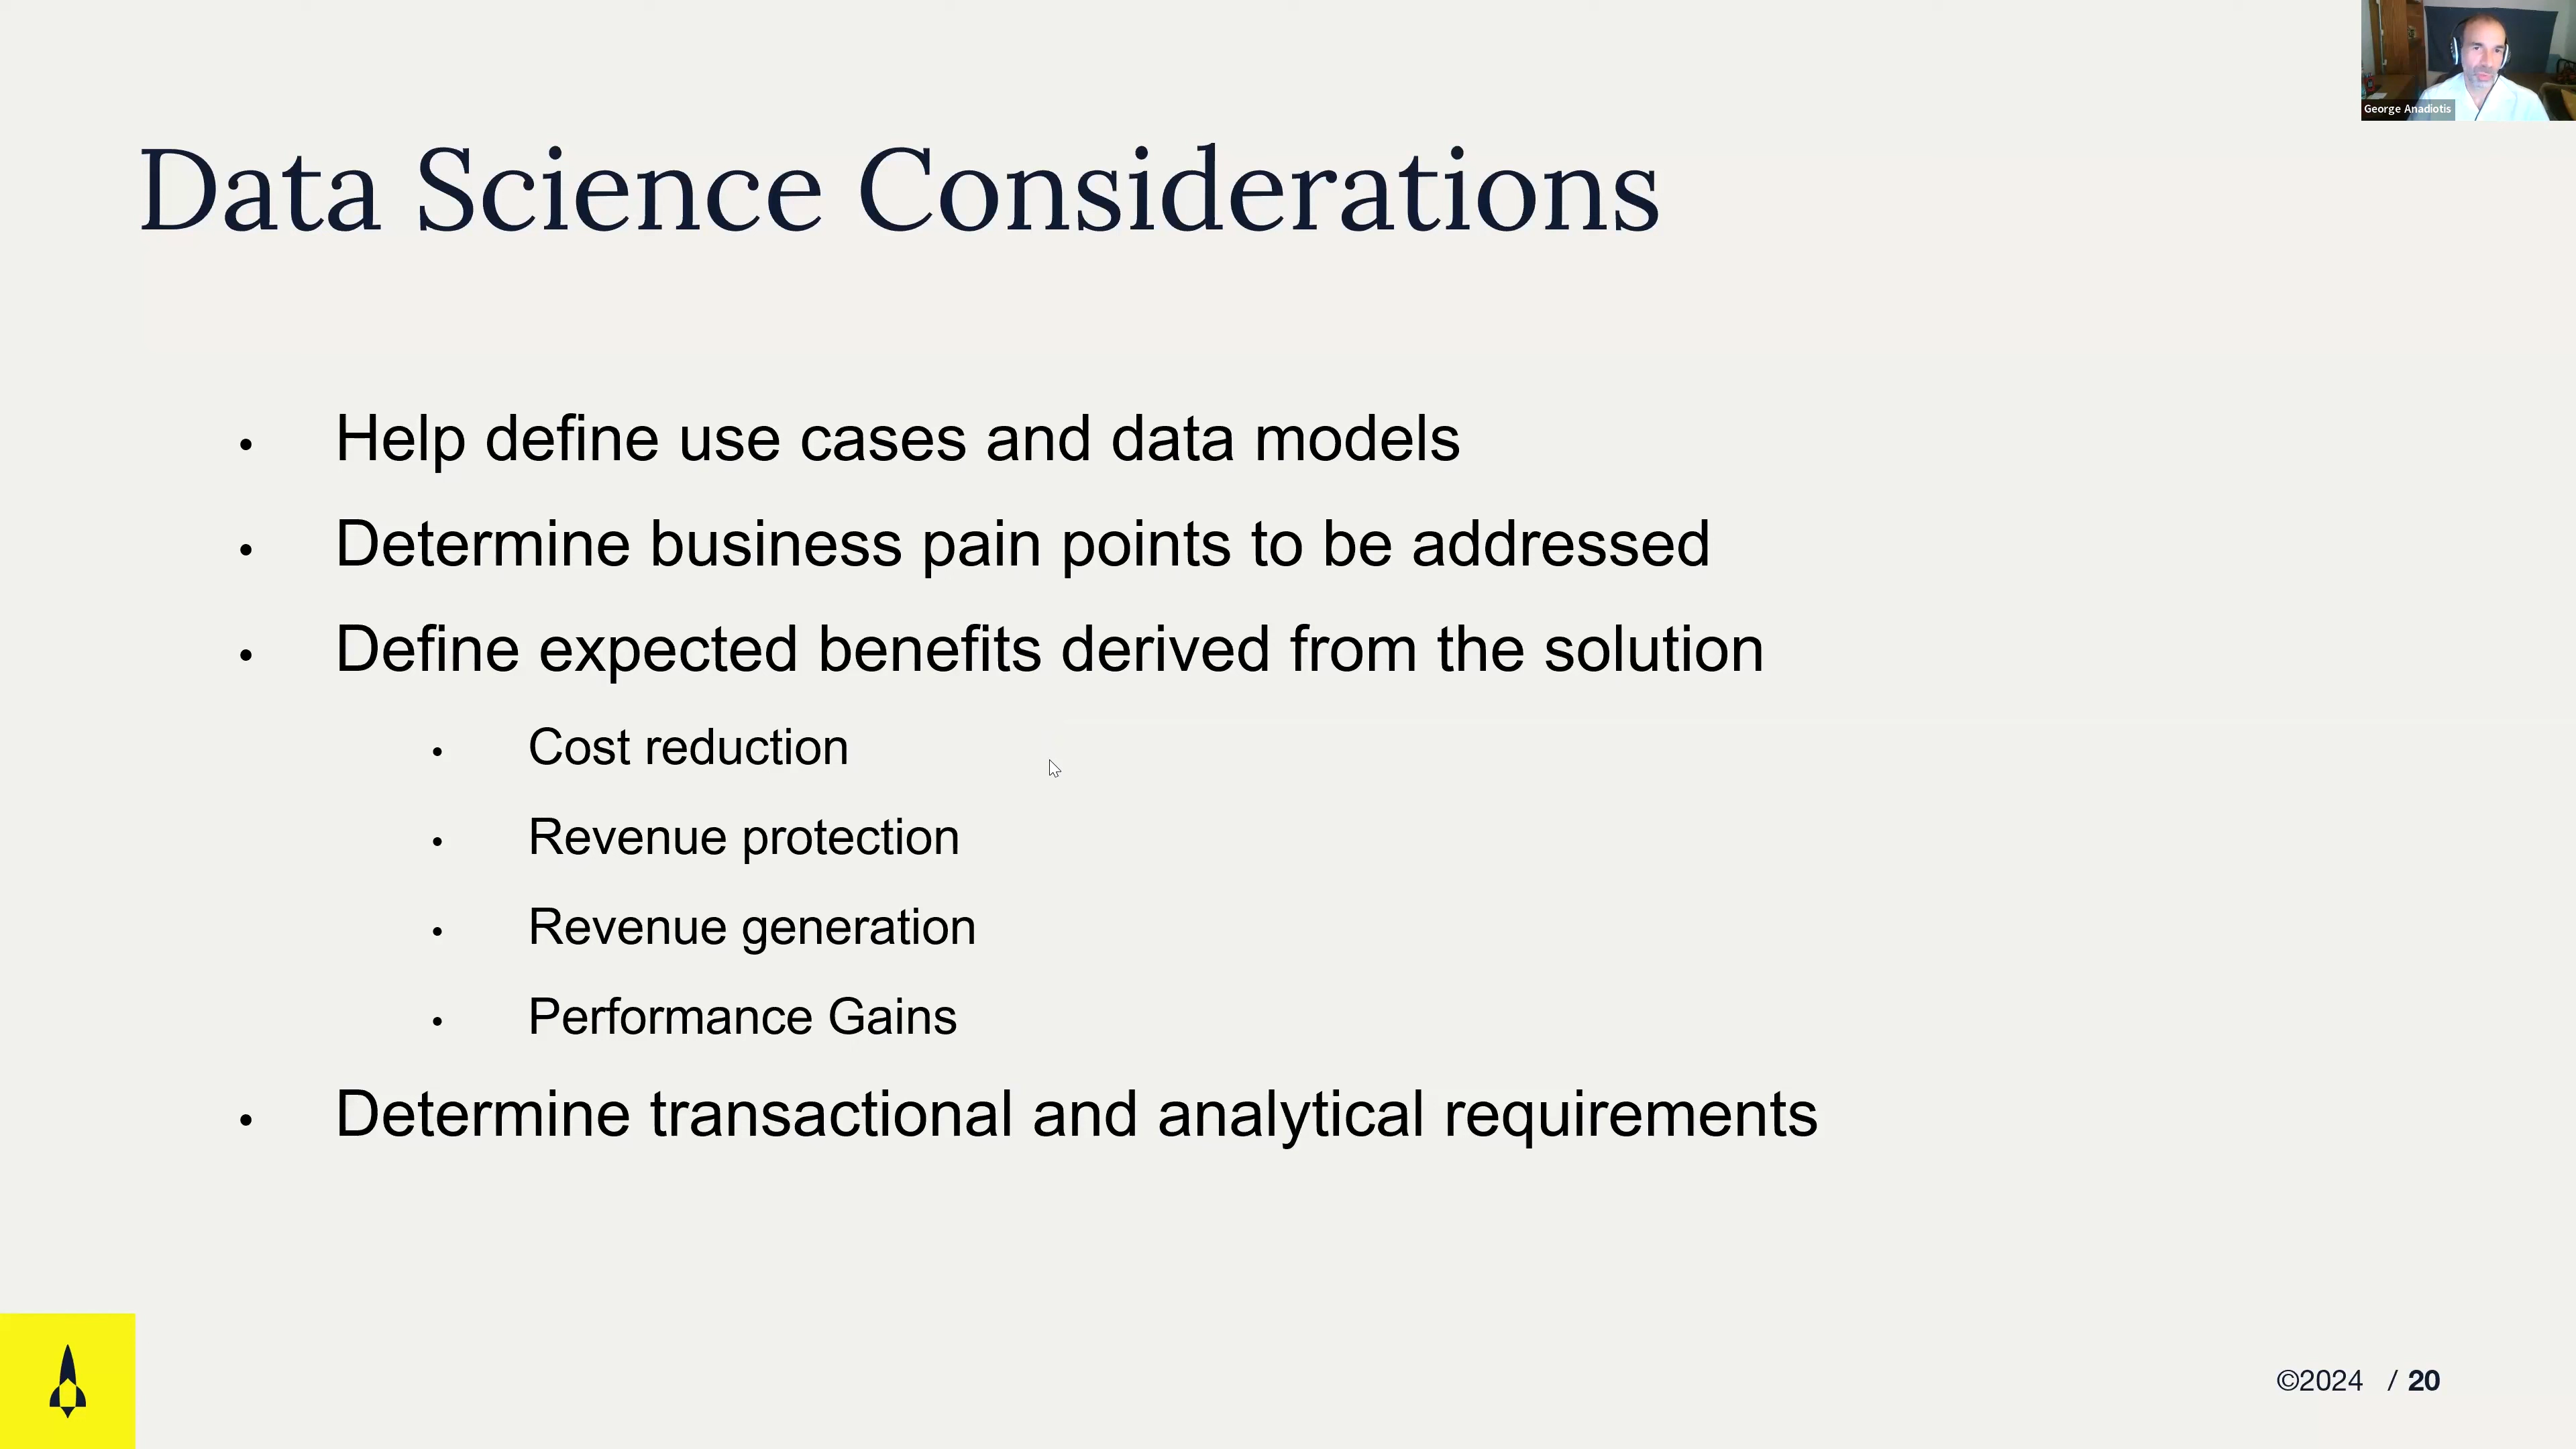 George Anadiotis
Data Science Considerations
• Help define use cases and data models
• Determine business pain points to be addressed
• Define expected benefits derived from the solution
• Cost reduction
• Revenue protection
• Revenue generation
• Performance Gains
• Determine transactional and analytical requirements
©2024 / 20